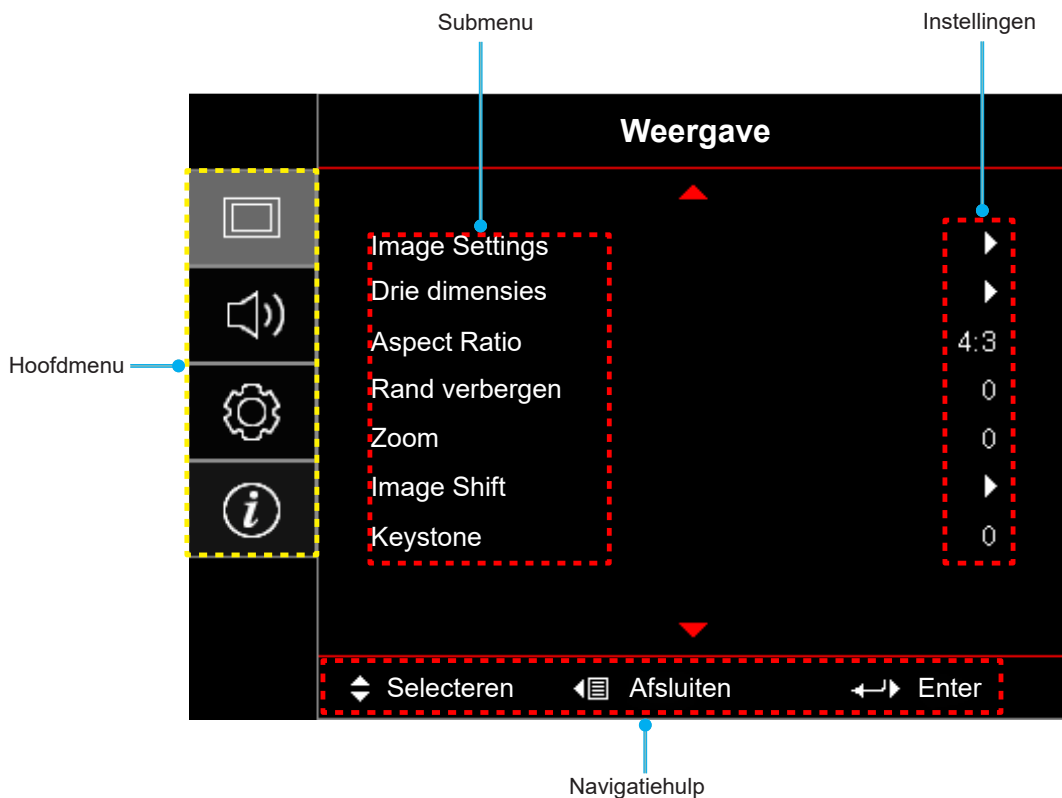 Submenu
Instellingen
Weergave
Image Settings
Drie dimensies
Aspect Ratio 4:3
Hoofdmenu
Rand verbergen 0
Zoom 0
Image Shift
Keystone 0
Selecteren Afsluiten Enter
Navigatiehulp